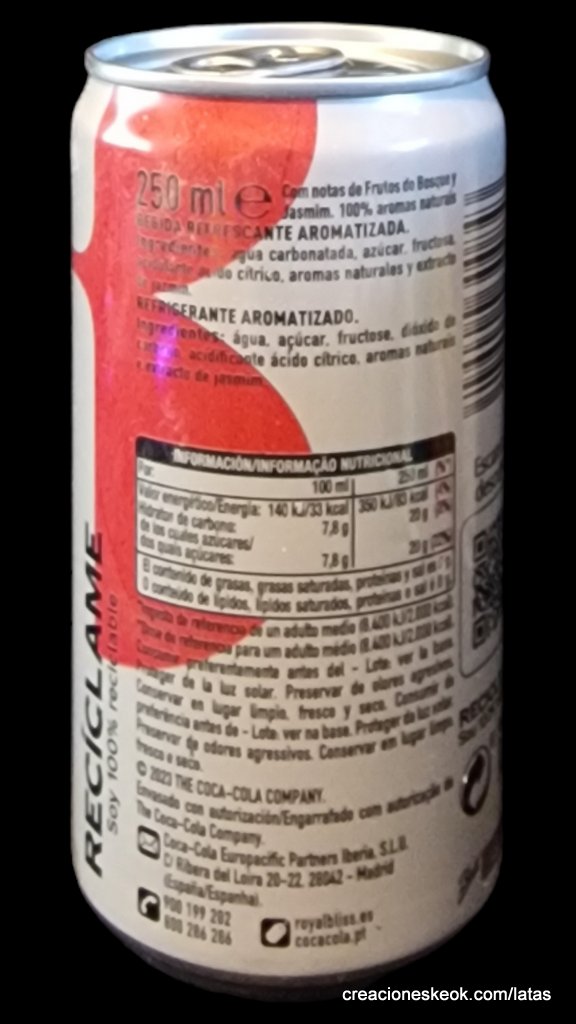 250 ml e
Com notas de Frutos do Bosque y
Jasmim. 100% aromas naturais
BEBIDA REFRESCANTE AROMATIZADA.
Ingredientes: agua carbonatada, azúcar, fructosa,
cítrico, aromas naturales y extracto
de jazmín.
REFRIGERANTE AROMATIZADO.
Ingredientes: água, açúcar, frutose, dióxido de
acidificante ácido cítrico, aromas naturais
e extracto de jasmim.
INFORMACIÓN/INFORMAÇÃO NUTRICIONAL
Por: 100 ml 250 ml
Valor energético/Energia: 140 kJ/33 kcal 350 kJ/83 kcal
Hidratos de carbono: 7,8 g 20 g
de los cuales azúcares/
dos quais açúcares: 7,8 g 20 g
El contenido de grasas, grasas saturadas, proteínas y sal es
O conteúdo de lípidos, lípidos saturados, proteínas e sal é 0 g.
Ingesta de referencia de un adulto medio (8.400 kJ/2.000 kcal).
Dose de referência para um adulto médio (8.400 kJ/2.000 kcal).
Consumir preferentemente antes del - Lote: ver la base.
Proteger de la luz solar. Preservar de olores agresivos.
Conservar en lugar limpio, fresco y seco. Consumir de
preferência antes de - Lote: ver na base. Proteger da luz solar.
Preservar de odores agressivos. Conservar em lugar limpo,
fresco e seco.
© 2023 THE COCA-COLA COMPANY.
Envasado con autorización/Engarrafado com autorização de
The Coca-Cola Company.
Coca-Cola Europacific Partners Iberia, S.L.U.
C/ Ribera del Loira 20-22. 28042 - Madrid
(España/Espanha).
900 199 202
800 286 286
royalbliss.es
cocacola.pt
RECÍCLAME
Soy 100% reciclable
Escan
creacioneskeok.com/latas